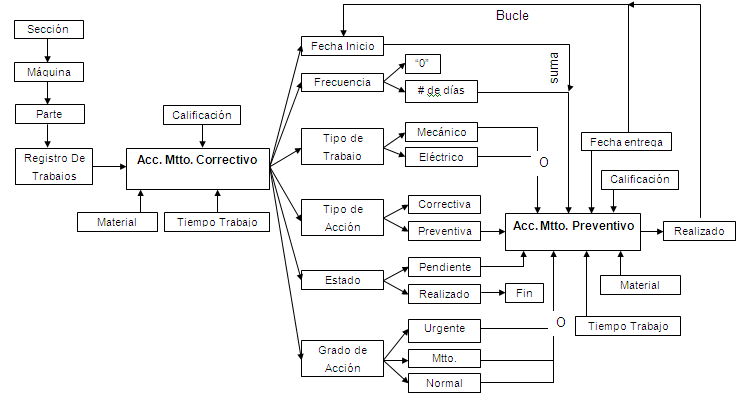 Bucle
Sección
Máquina
Parte
Registro De
Trabajos
Calificación
Acc. Mtto. Correctivo
Material
Tiempo Trabajo
Fecha Inicio
Frecuencia
"0"
# de días
suma
Tipo de
Trabajo
Mecánico
Eléctrico
O
Tipo de
Acción
Correctiva
Preventiva
Estado
Pendiente
Realizado
Fin
Grado de
Acción
Urgente
Mtto.
Normal
O
Fecha entrega
Calificación
Acc. Mtto. Preventivo
Realizado
Material
Tiempo Trabajo